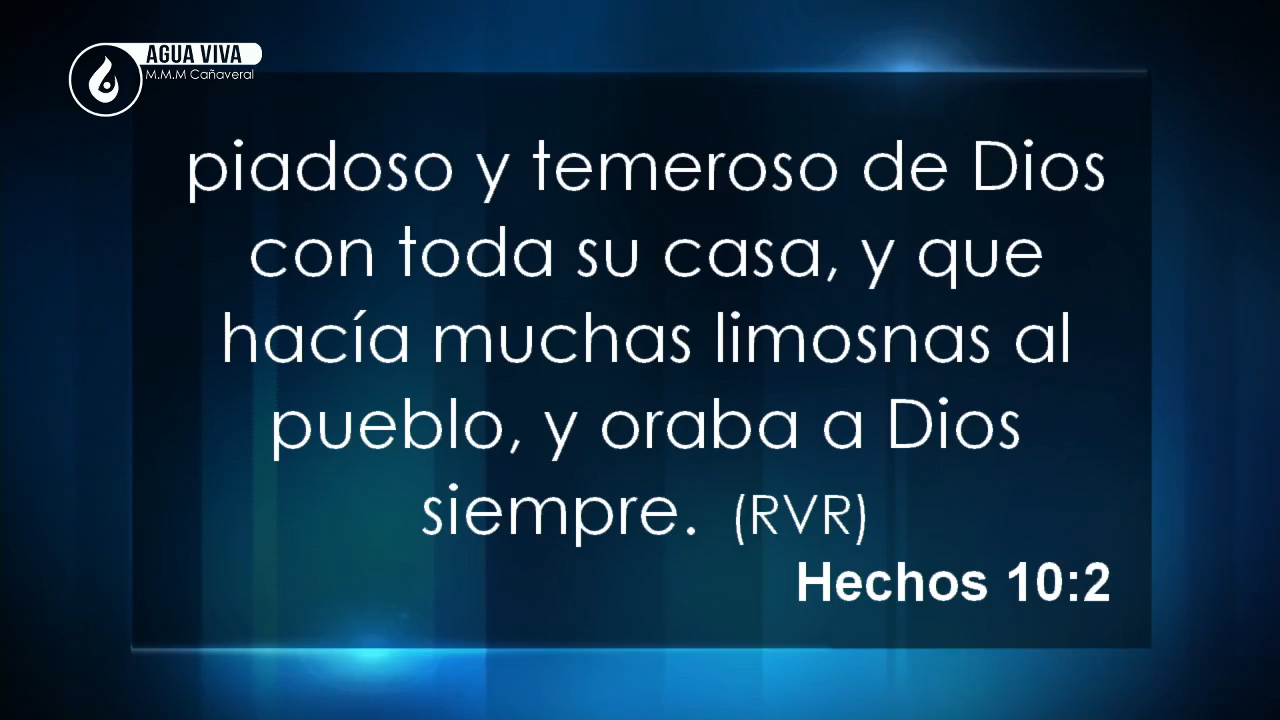 AGUA VIVA
M.M.M Cañaveral
piadoso y temeroso de Dios
con toda su casa, y que
hacía muchas limosnas al
pueblo, y oraba a Dios
siempre. (RVR)
Hechos 10:2